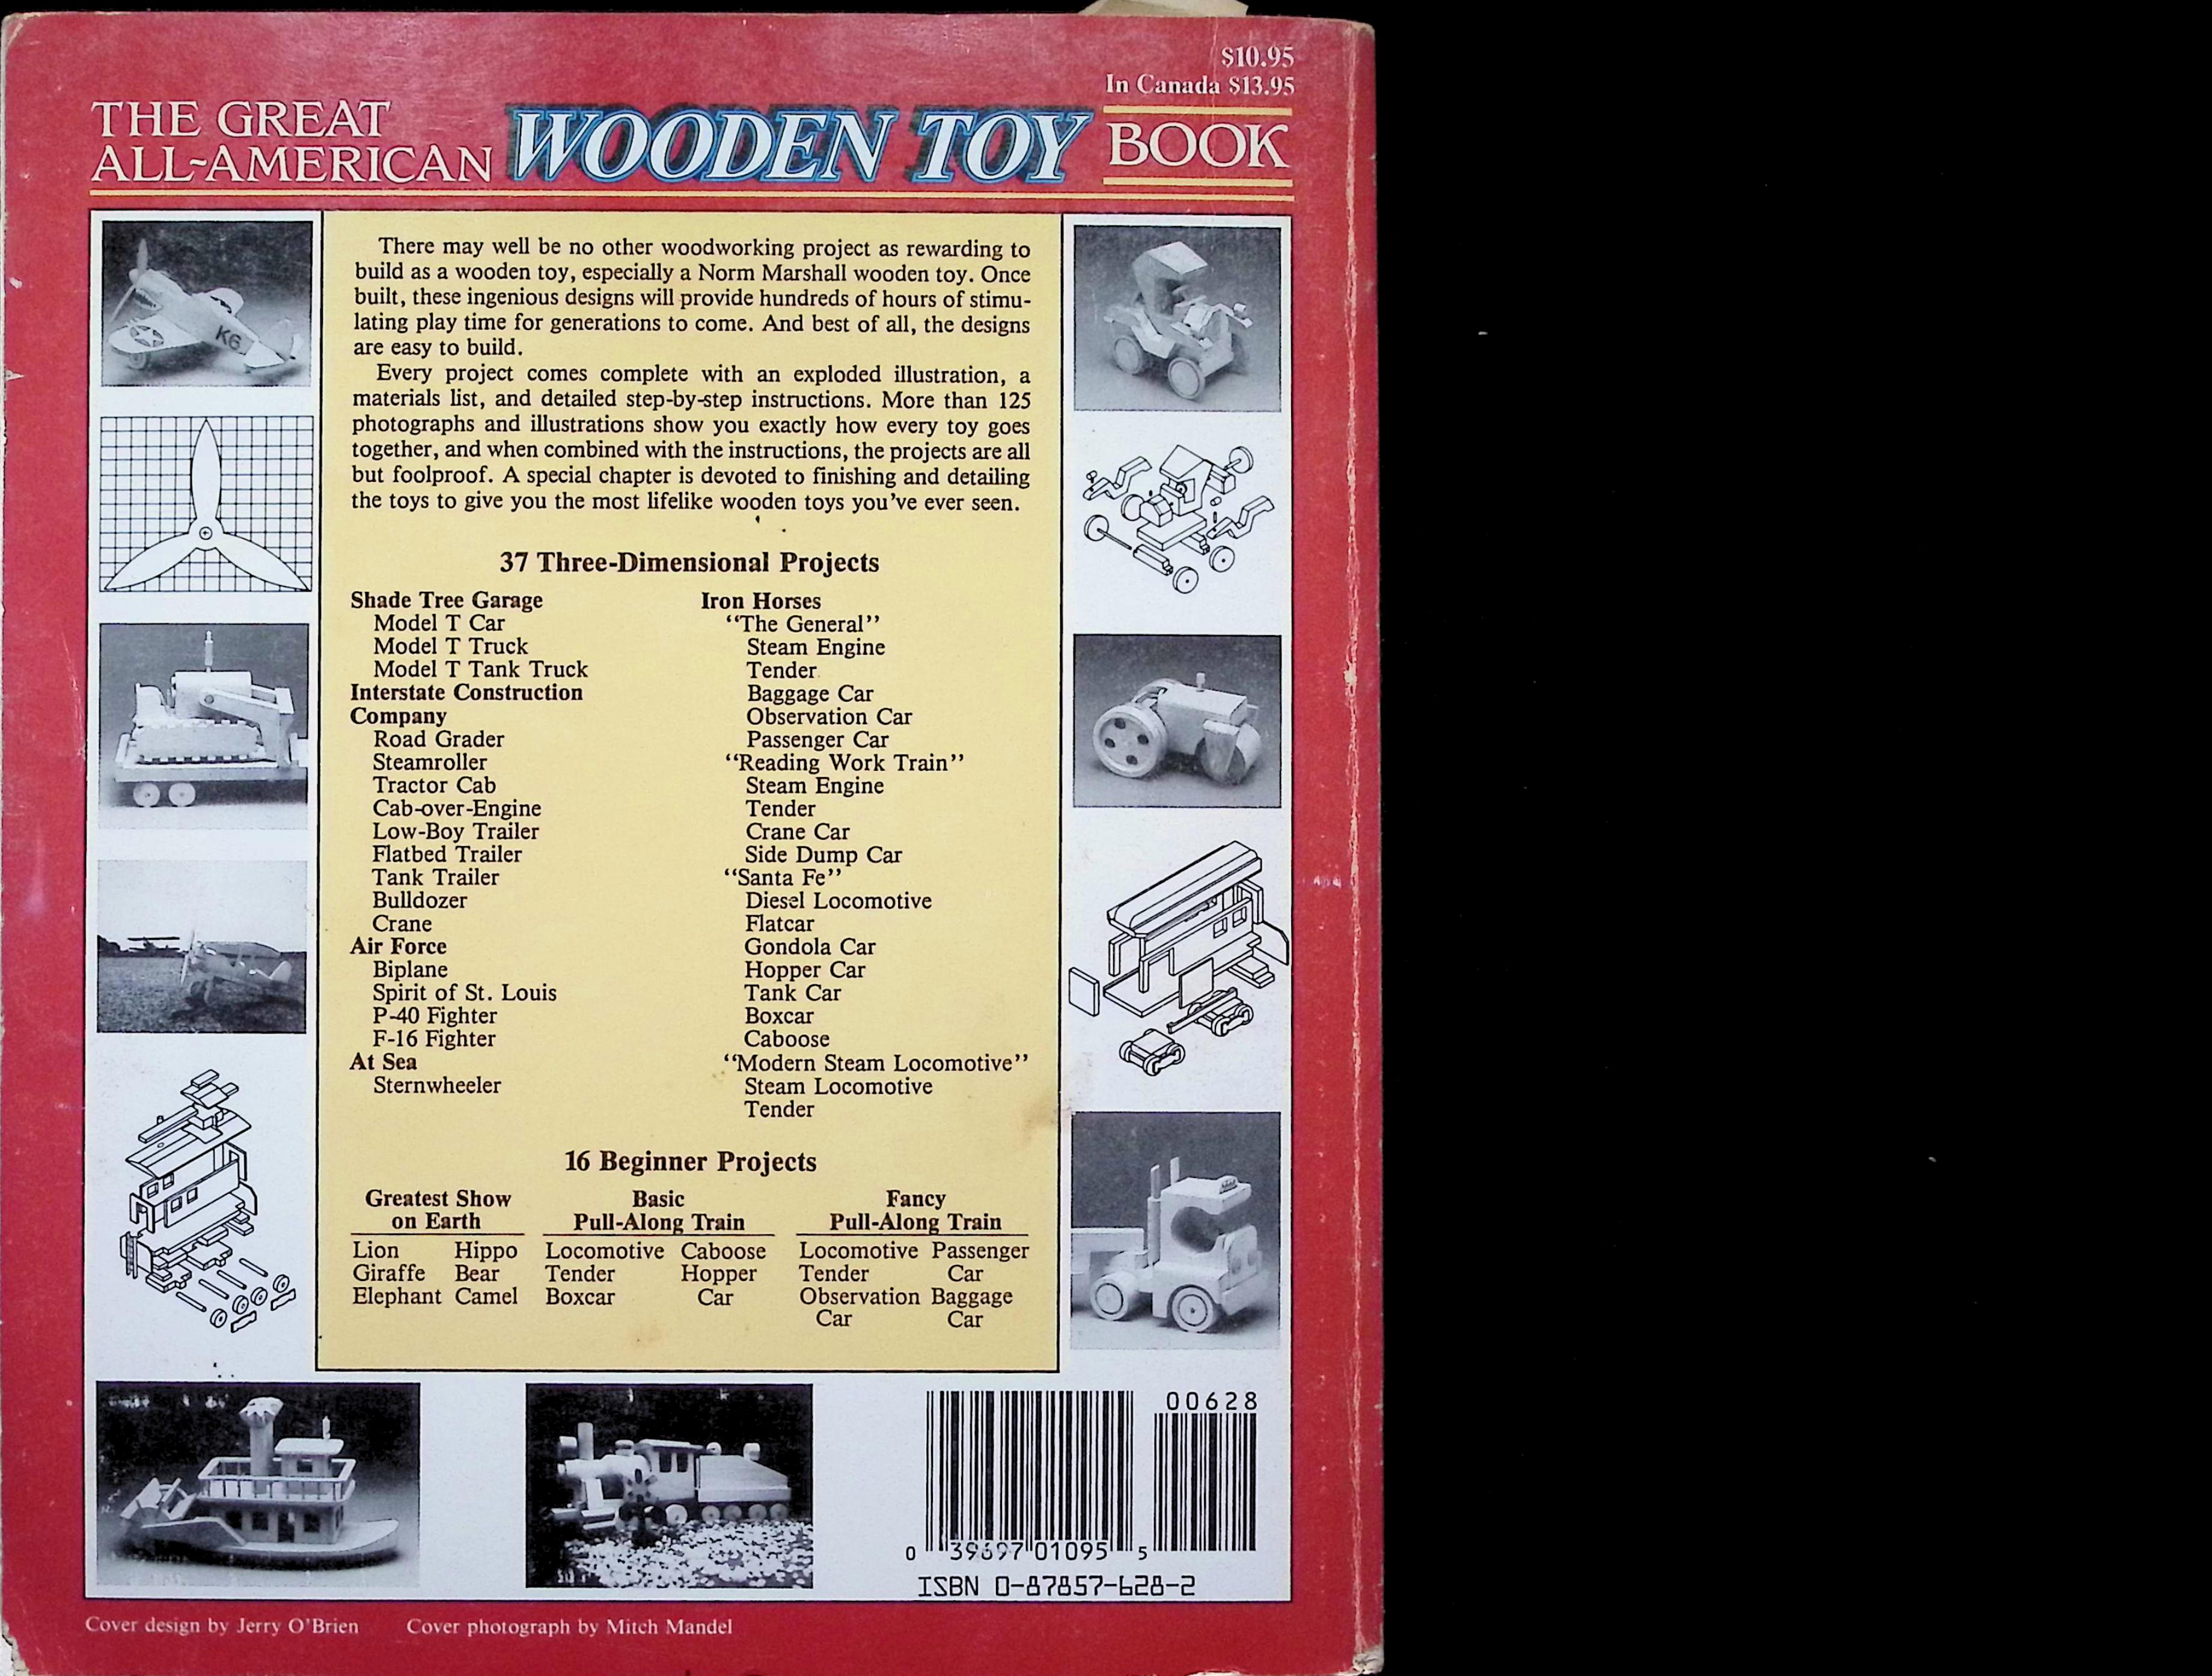 $10.95
In Canada $13.95
THE GREAT
ALL-AMERICAN WOODEN TOY BOOK
There may well be no other woodworking project as rewarding to
build as a wooden toy, especially a Norm Marshall wooden toy. Once
built, these ingenious designs will provide hundreds of hours of stimu-
lating play time for generations to come. And best of all, the designs
are easy to build.
Every project comes complete with an exploded illustration, a
materials list, and detailed step-by-step instructions. More than 125
photographs and illustrations show you exactly how every toy goes
together, and when combined with the instructions, the projects are all
but foolproof. A special chapter is devoted to finishing and detailing
the toys to give you the most lifelike wooden toys you've ever seen.
37 Three-Dimensional Projects
Shade Tree Garage
Model T Car
Model T Truck
Model T Tank Truck
Interstate Construction
Company
Road Grader
Steamroller
Tractor Cab
Cab-over-Engine
Low-Boy Trailer
Flatbed Trailer
Tank Trailer
Bulldozer
Crane
Air Force
Biplane
Spirit of St. Louis
P-40 Fighter
F-16 Fighter
At Sea
Sternwheeler
Iron Horses
"The General"
Steam Engine
Tender
Baggage Car
Observation Car
Passenger Car
"Reading Work Train"
Steam Engine
Tender
Crane Car
Side Dump Car
"Santa Fe"
Diesel Locomotive
Flatcar
Gondola Car
Hopper Car
Tank Car
Boxcar
Caboose
"Modern Steam Locomotive"
Steam Locomotive
Tender
16 Beginner Projects
Greatest Show
on Earth
Lion Hippo
Giraffe Bear
Elephant Camel
Basic
Pull-Along Train
Locomotive Caboose
Tender Hopper
Boxcar Car
Fancy
Pull-Along Train
Locomotive Passenger
Tender Car
Observation Baggage
Car Car
K6
00628
0 39697 01095 5
ISBN 0-87857-628-2
Cover design by Jerry O'Brien Cover photograph by Mitch Mandel